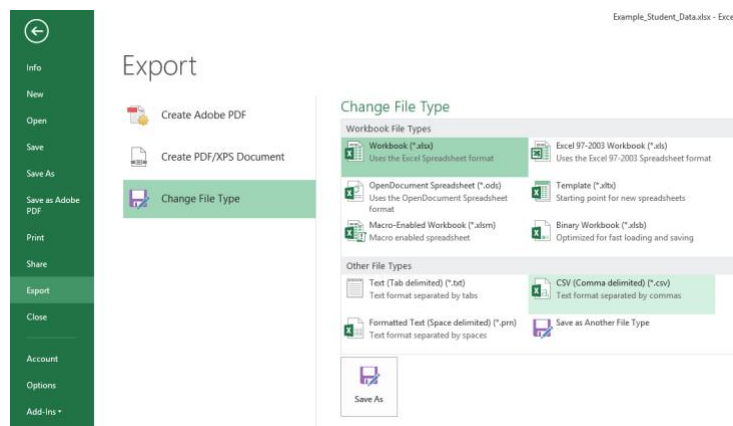 Example_Student_Data.xlsx - Exce
Info
New
Open
Save
Save As
Save as Adobe
PDF
Print
Share
Export
Close
Account
Options
Add-Ins
Export
Create Adobe PDF
Create PDF/XPS Document
Change File Type
Change File Type
Workbook File Types
Workbook (*.xlsx)
Uses the Excel Spreadsheet format
Excel 97-2003 Workbook (*.xls)
Uses the Excel 97-2003 Spreadsheet format
OpenDocument Spreadsheet (*.ods)
Uses the OpenDocument Spreadsheet
format
Template (*.xltx)
Starting point for new spreadsheets
Macro-Enabled Workbook (*.xlsm)
Macro enabled spreadsheet
Binary Workbook (*.xlsb)
Optimized for fast loading and saving
Other File Types
Text (Tab delimited) (*.txt)
Text format separated by tabs
CSV (Comma delimited) (*.csv)
Text format separated by commas
Formatted Text (Space delimited) (*.prn)
Text format separated by spaces
Save as Another File Type
Save As